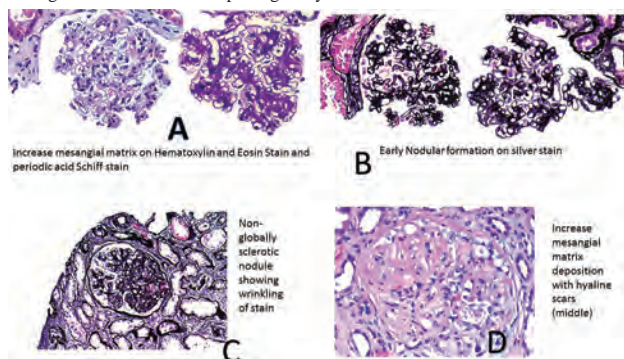 A
B
Increase mesangial matrix on Hematoxylin and Eosin Stain and
periodic acid Schiff stain
Early Nodular formation on silver stain
Non-
globally
sclerotic
nodule
showing
wrinkling
of stain
C
D
Increase
mesangial
matrix
deposition
with hyaline
scars
(middle)